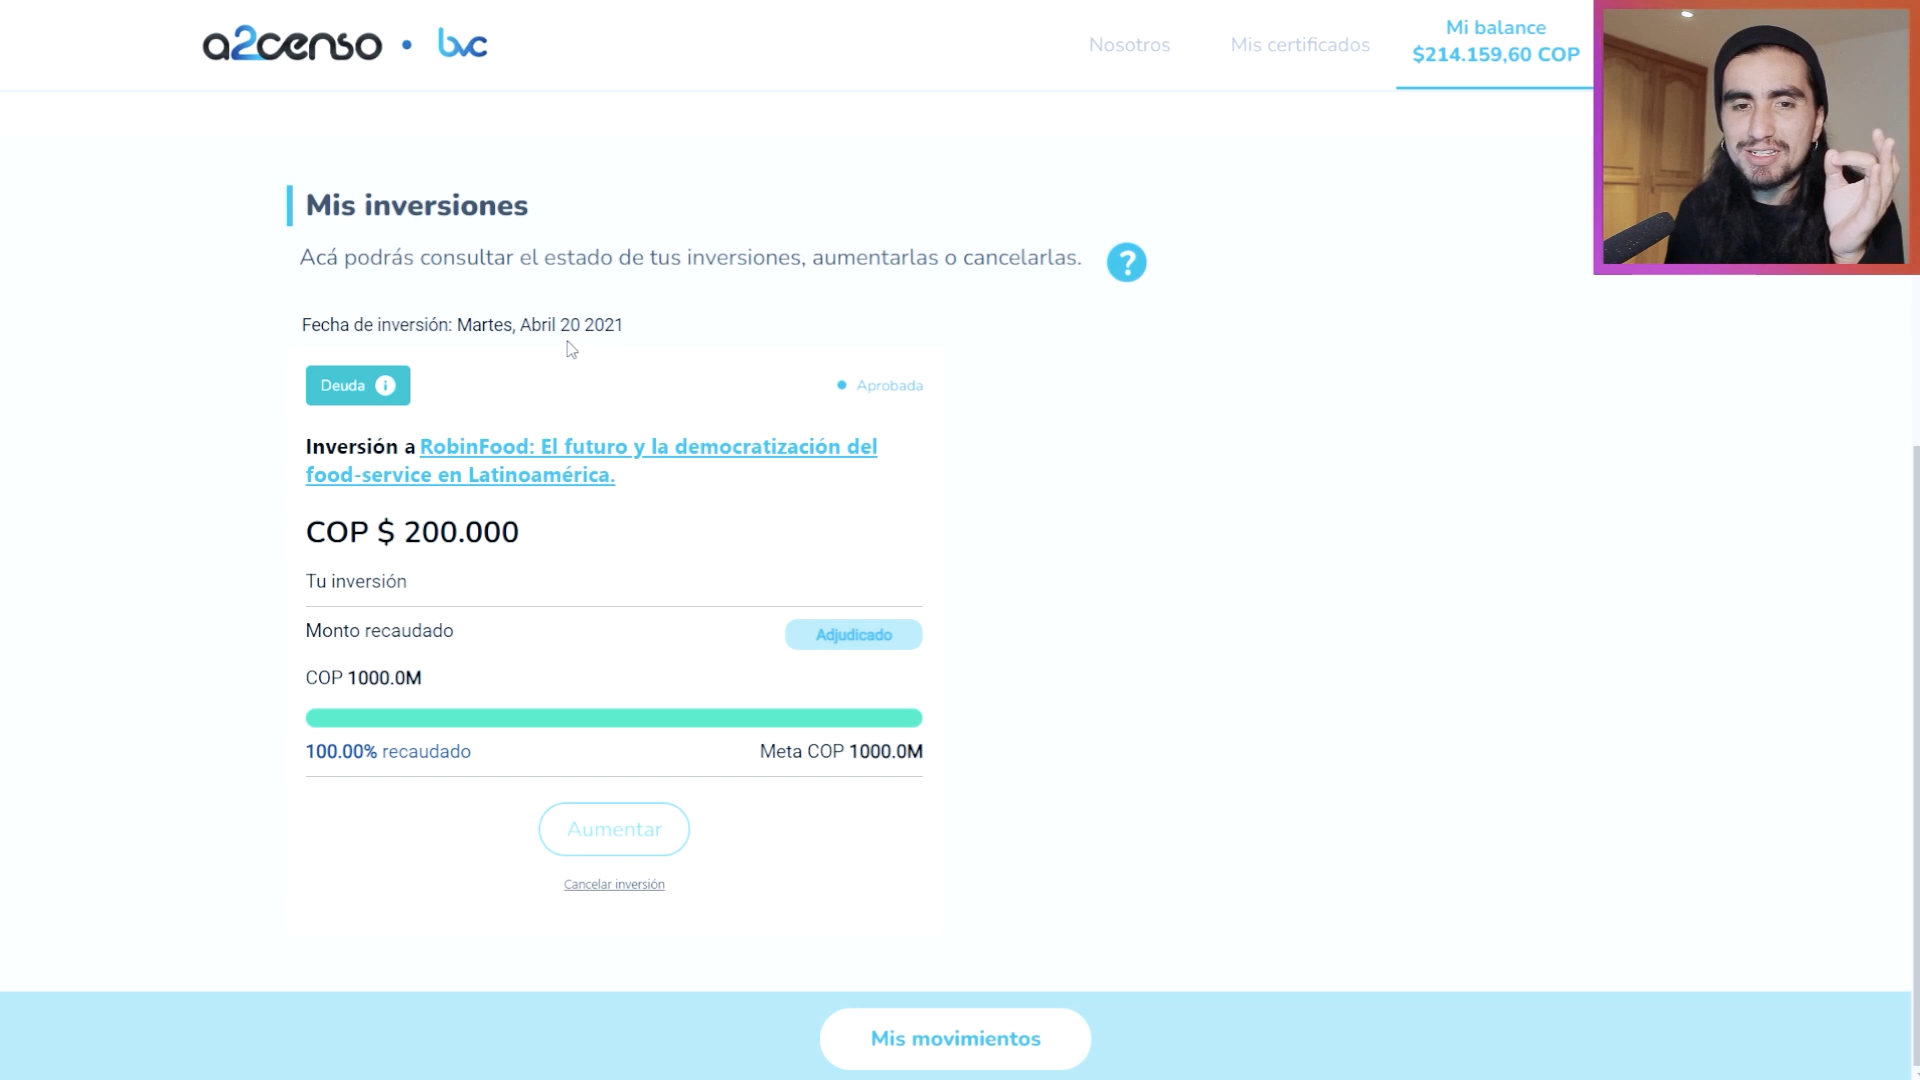 a2censo • bvc
Nosotros
Mis certificados
Mi balance
$214.159,60 COP
Mis inversiones
Acá podrás consultar el estado de tus inversiones, aumentarlas o cancelarlas.
?
Fecha de inversión: Martes, Abril 20 2021
Deuda i
Aprobada
Inversión a RobinFood: El futuro y la democratización del
food-service en Latinoamérica.
COP $ 200.000
Tu inversión
Monto recaudado
Adjudicado
COP 1000.0M
100.00% recaudado
Meta COP 1000.0M
Aumentar
Cancelar inversión
Mis movimientos